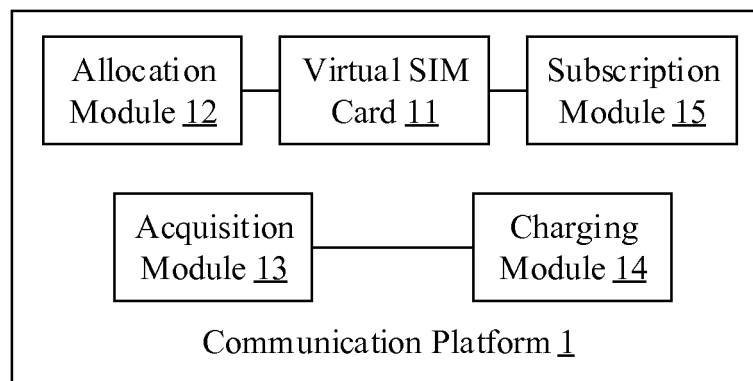 Allocation
Module 12
Virtual SIM
Card 11
Subscription
Module 15
Acquisition
Module 13
Charging
Module 14
Communication Platform 1